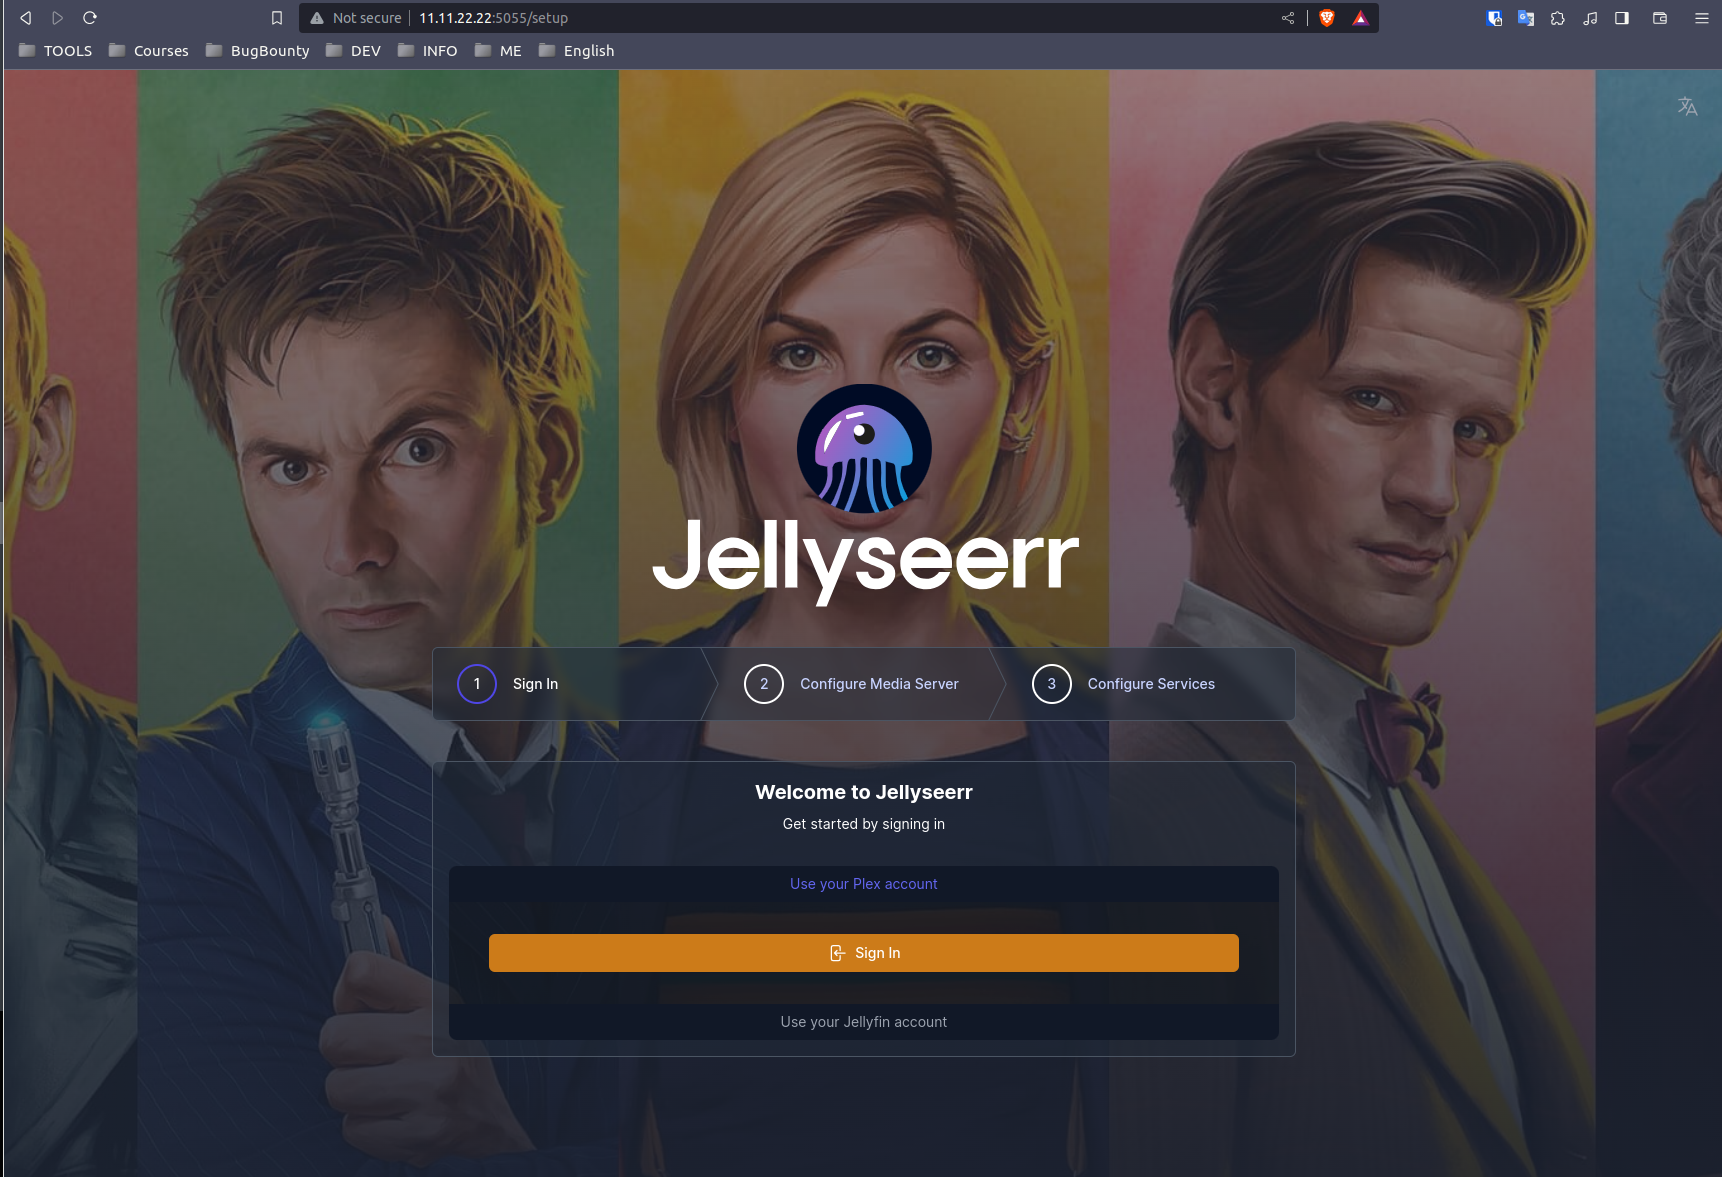 Not secure 11.11.22.22:5055/setup
TOOLS Courses BugBounty DEV INFO ME English
Jellyseerr
1 Sign In 2 Configure Media Server 3 Configure Services
Welcome to Jellyseerr
Get started by signing in
Use your Plex account
Sign In
Use your Jellyfin account